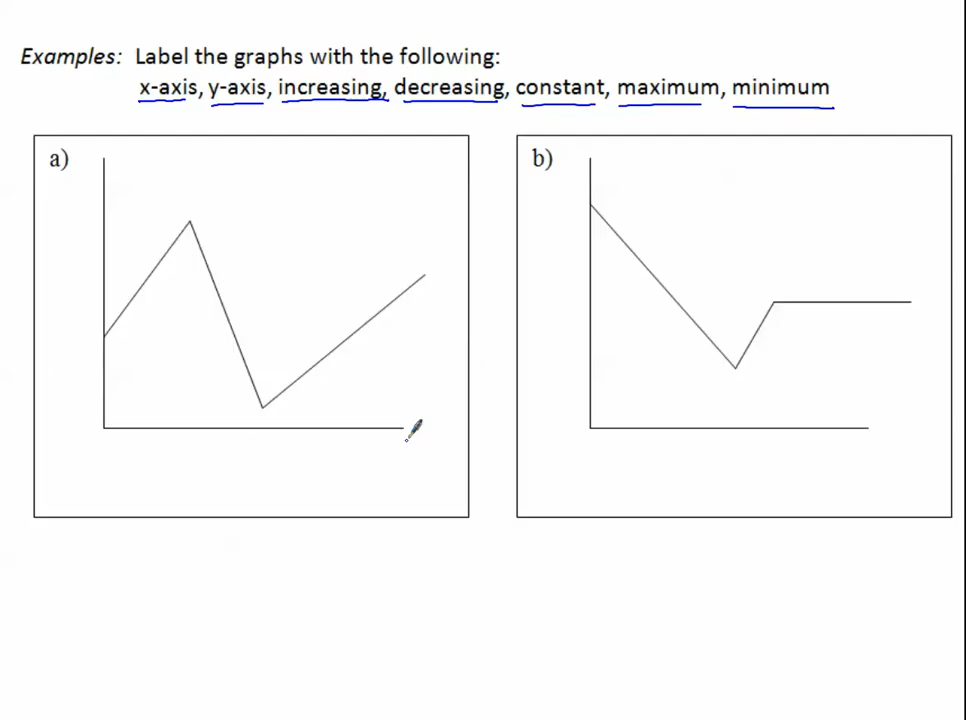 Examples: Label the graphs with the following:
x-axis, y-axis, increasing, decreasing, constant, maximum, minimum
a)
b)